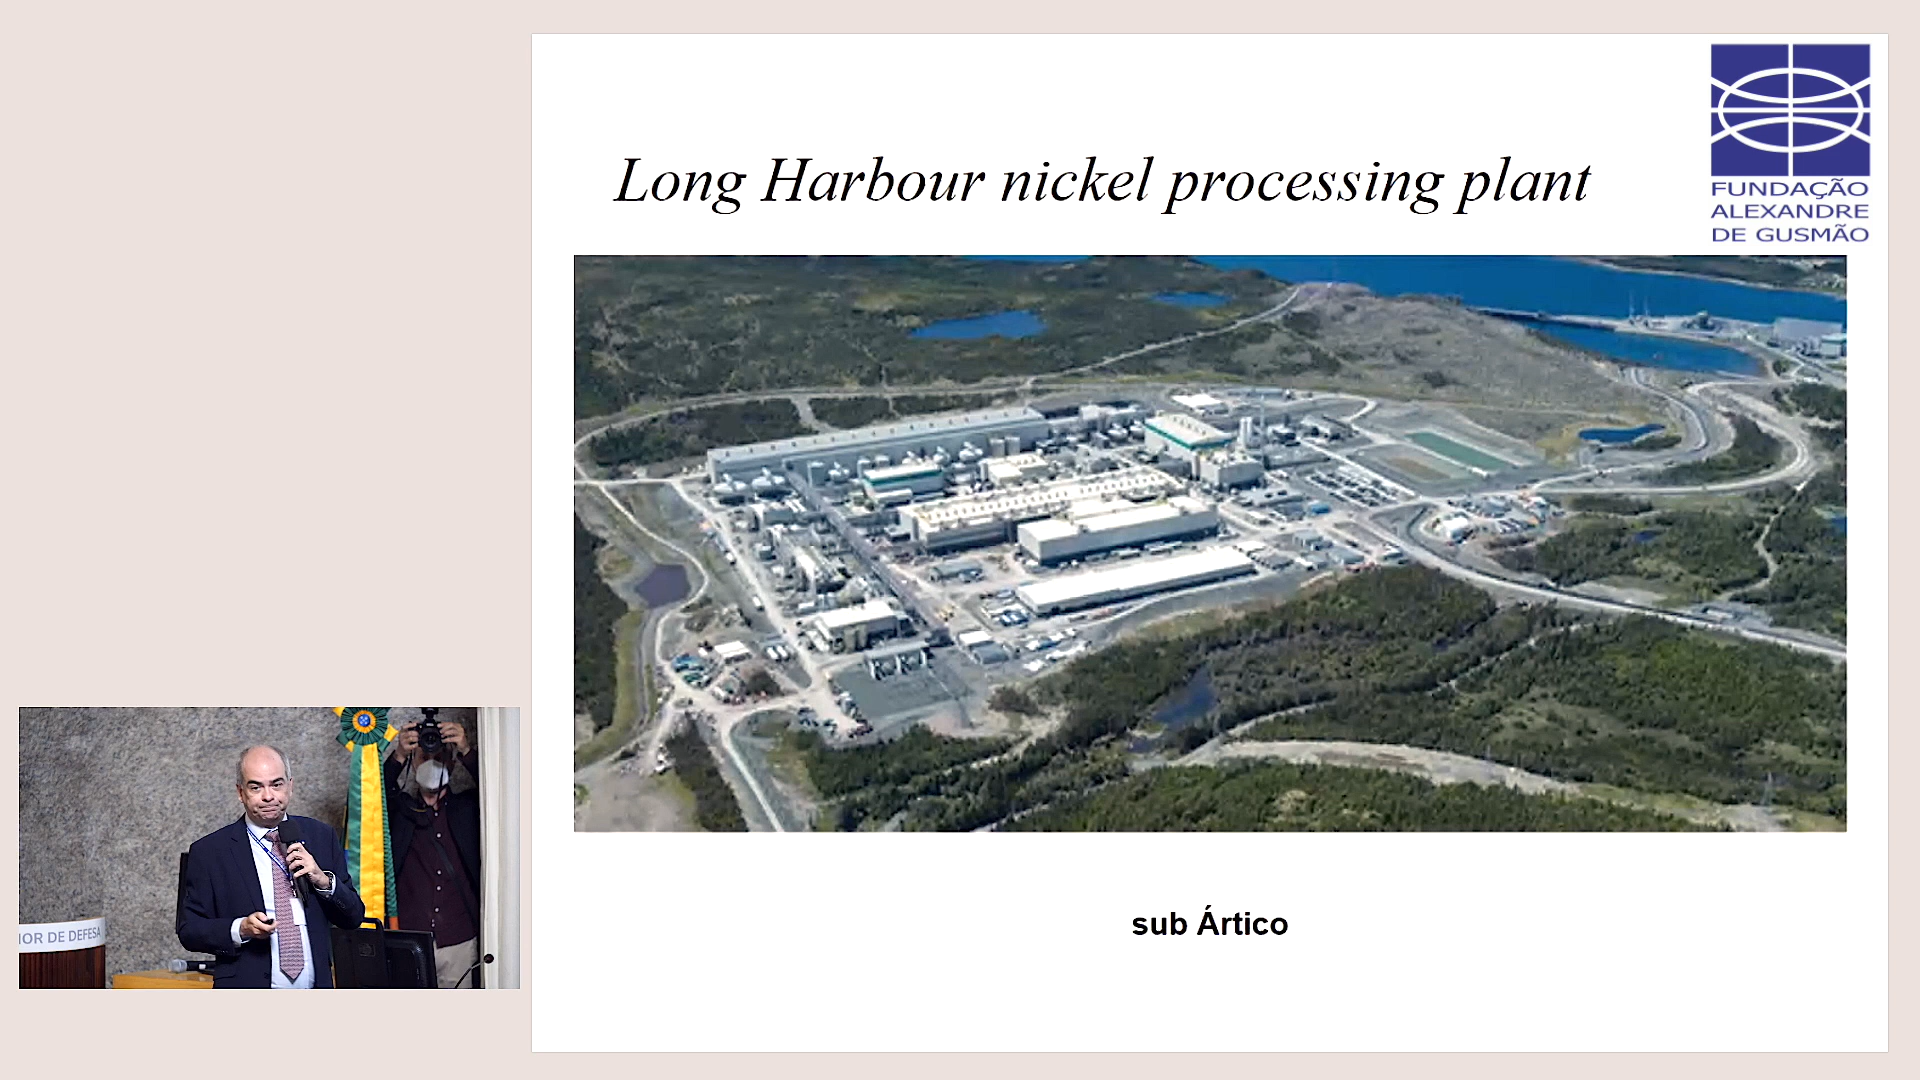 Long Harbour nickel processing plant
FUNDAÇÃO
ALEXANDRE
DE GUSMÃO
sub Ártico
IOR DE DEFESA